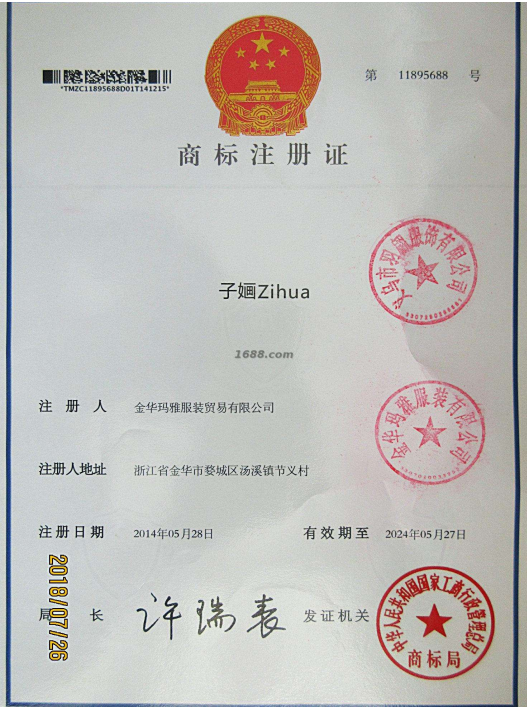 *TMZC11895688D01T141215*
第 11895688 号
商标注册证
子婳Zihua
1688.com
注册人 金华玛雅服装贸易有限公司
注册人地址 浙江省金华市婺城区汤溪镇节义村
注册日期 2014年05月28日 有效期至 2024年05月27日
局长 许瑞表 发证机关
金华玛雅服装有限公司
中华人民共和国国家工商行政管理总局
商标局
2018/07/26